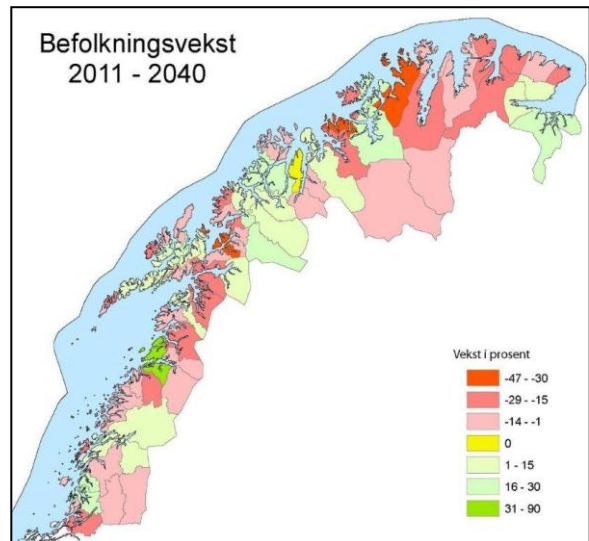 Befolkningsvekst
2011 - 2040
Vekst i prosent
-47 - -30
-29 - -15
-14 - -1
0
1 - 15
16 - 30
31 - 90